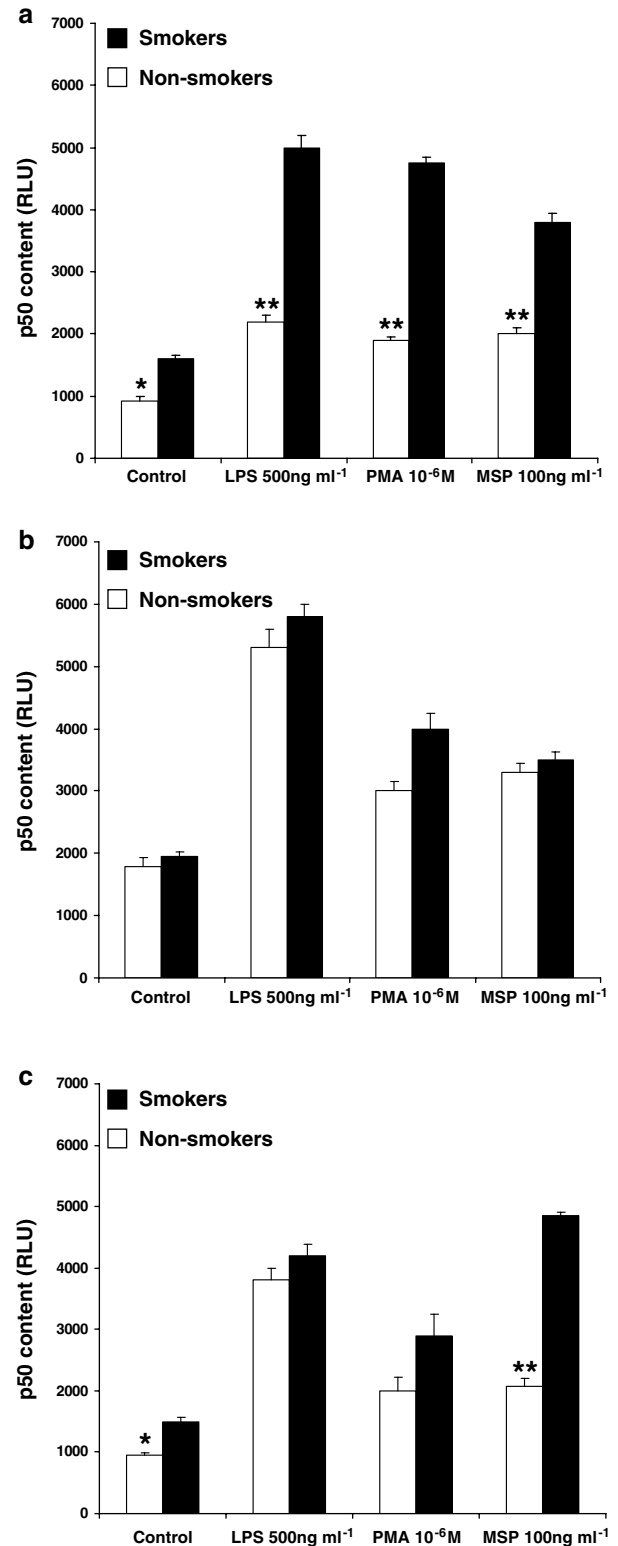 a
Smokers
Non-smokers
p50 content (RLU)
7000
6000
5000
4000
3000
2000
1000
0
*
**
**
**
Control
LPS 500ng ml⁻¹
PMA 10⁻⁶M
MSP 100ng ml⁻¹
b
Smokers
Non-smokers
p50 content (RLU)
7000
6000
5000
4000
3000
2000
1000
0
Control
LPS 500ng ml⁻¹
PMA 10⁻⁶M
MSP 100ng ml⁻¹
c
Smokers
Non-smokers
p50 content (RLU)
7000
6000
5000
4000
3000
2000
1000
0
*
**
Control
LPS 500ng ml⁻¹
PMA 10⁻⁶M
MSP 100ng ml⁻¹